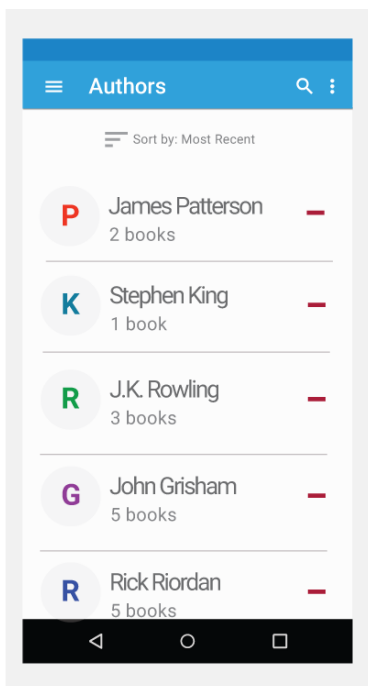 Authors
Sort by: Most Recent
P
James Patterson
2 books
K
Stephen King
1 book
R
J.K. Rowling
3 books
G
John Grisham
5 books
R
Rick Riordan
5 books